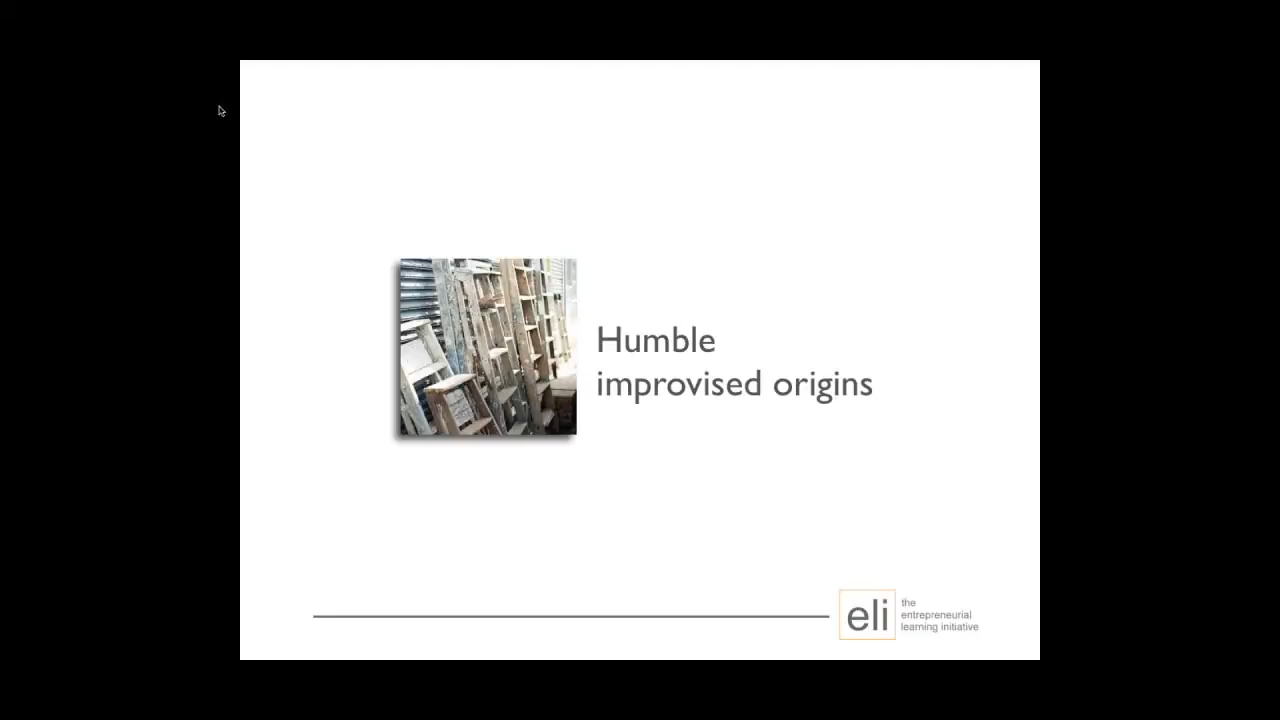 Humble
improvised origins
eli
the
entrepreneurial
learning initiative